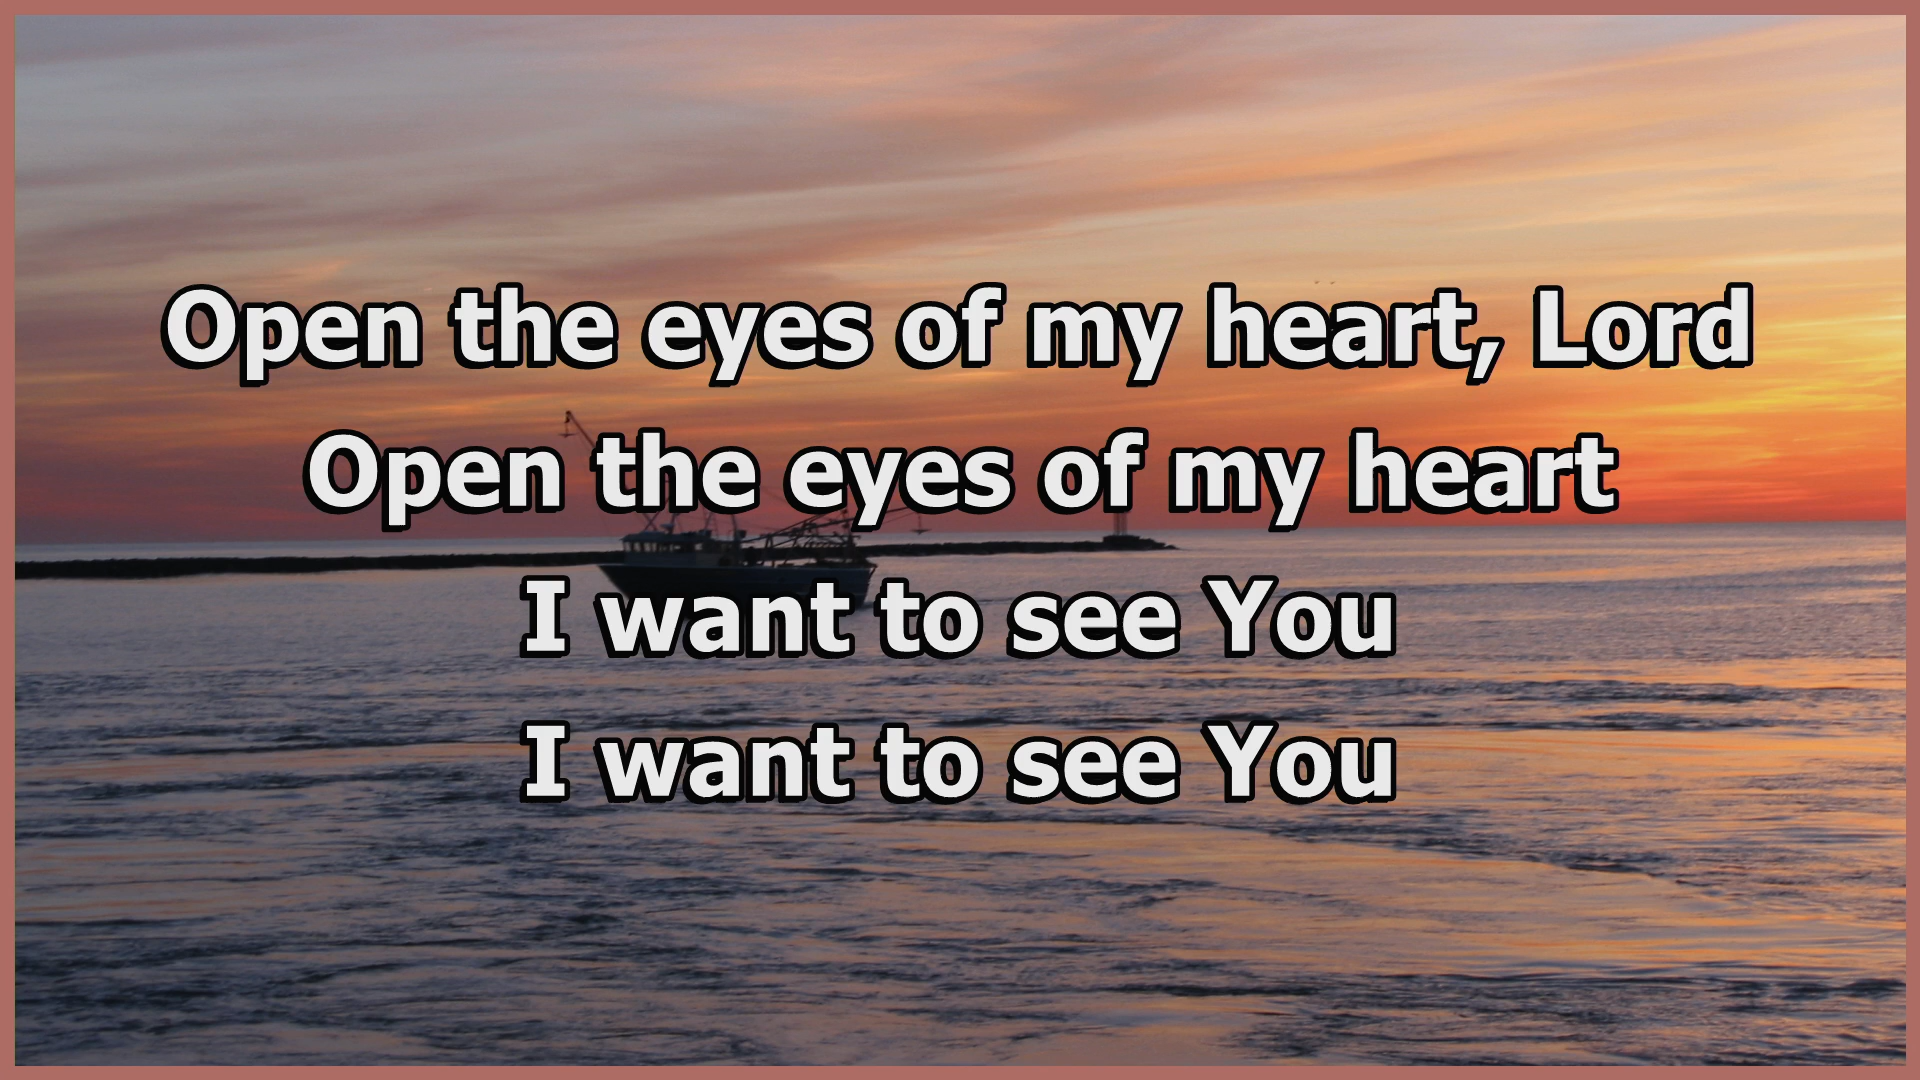 Open the eyes of my heart, Lord
Open the eyes of my heart
I want to see You
I want to see You